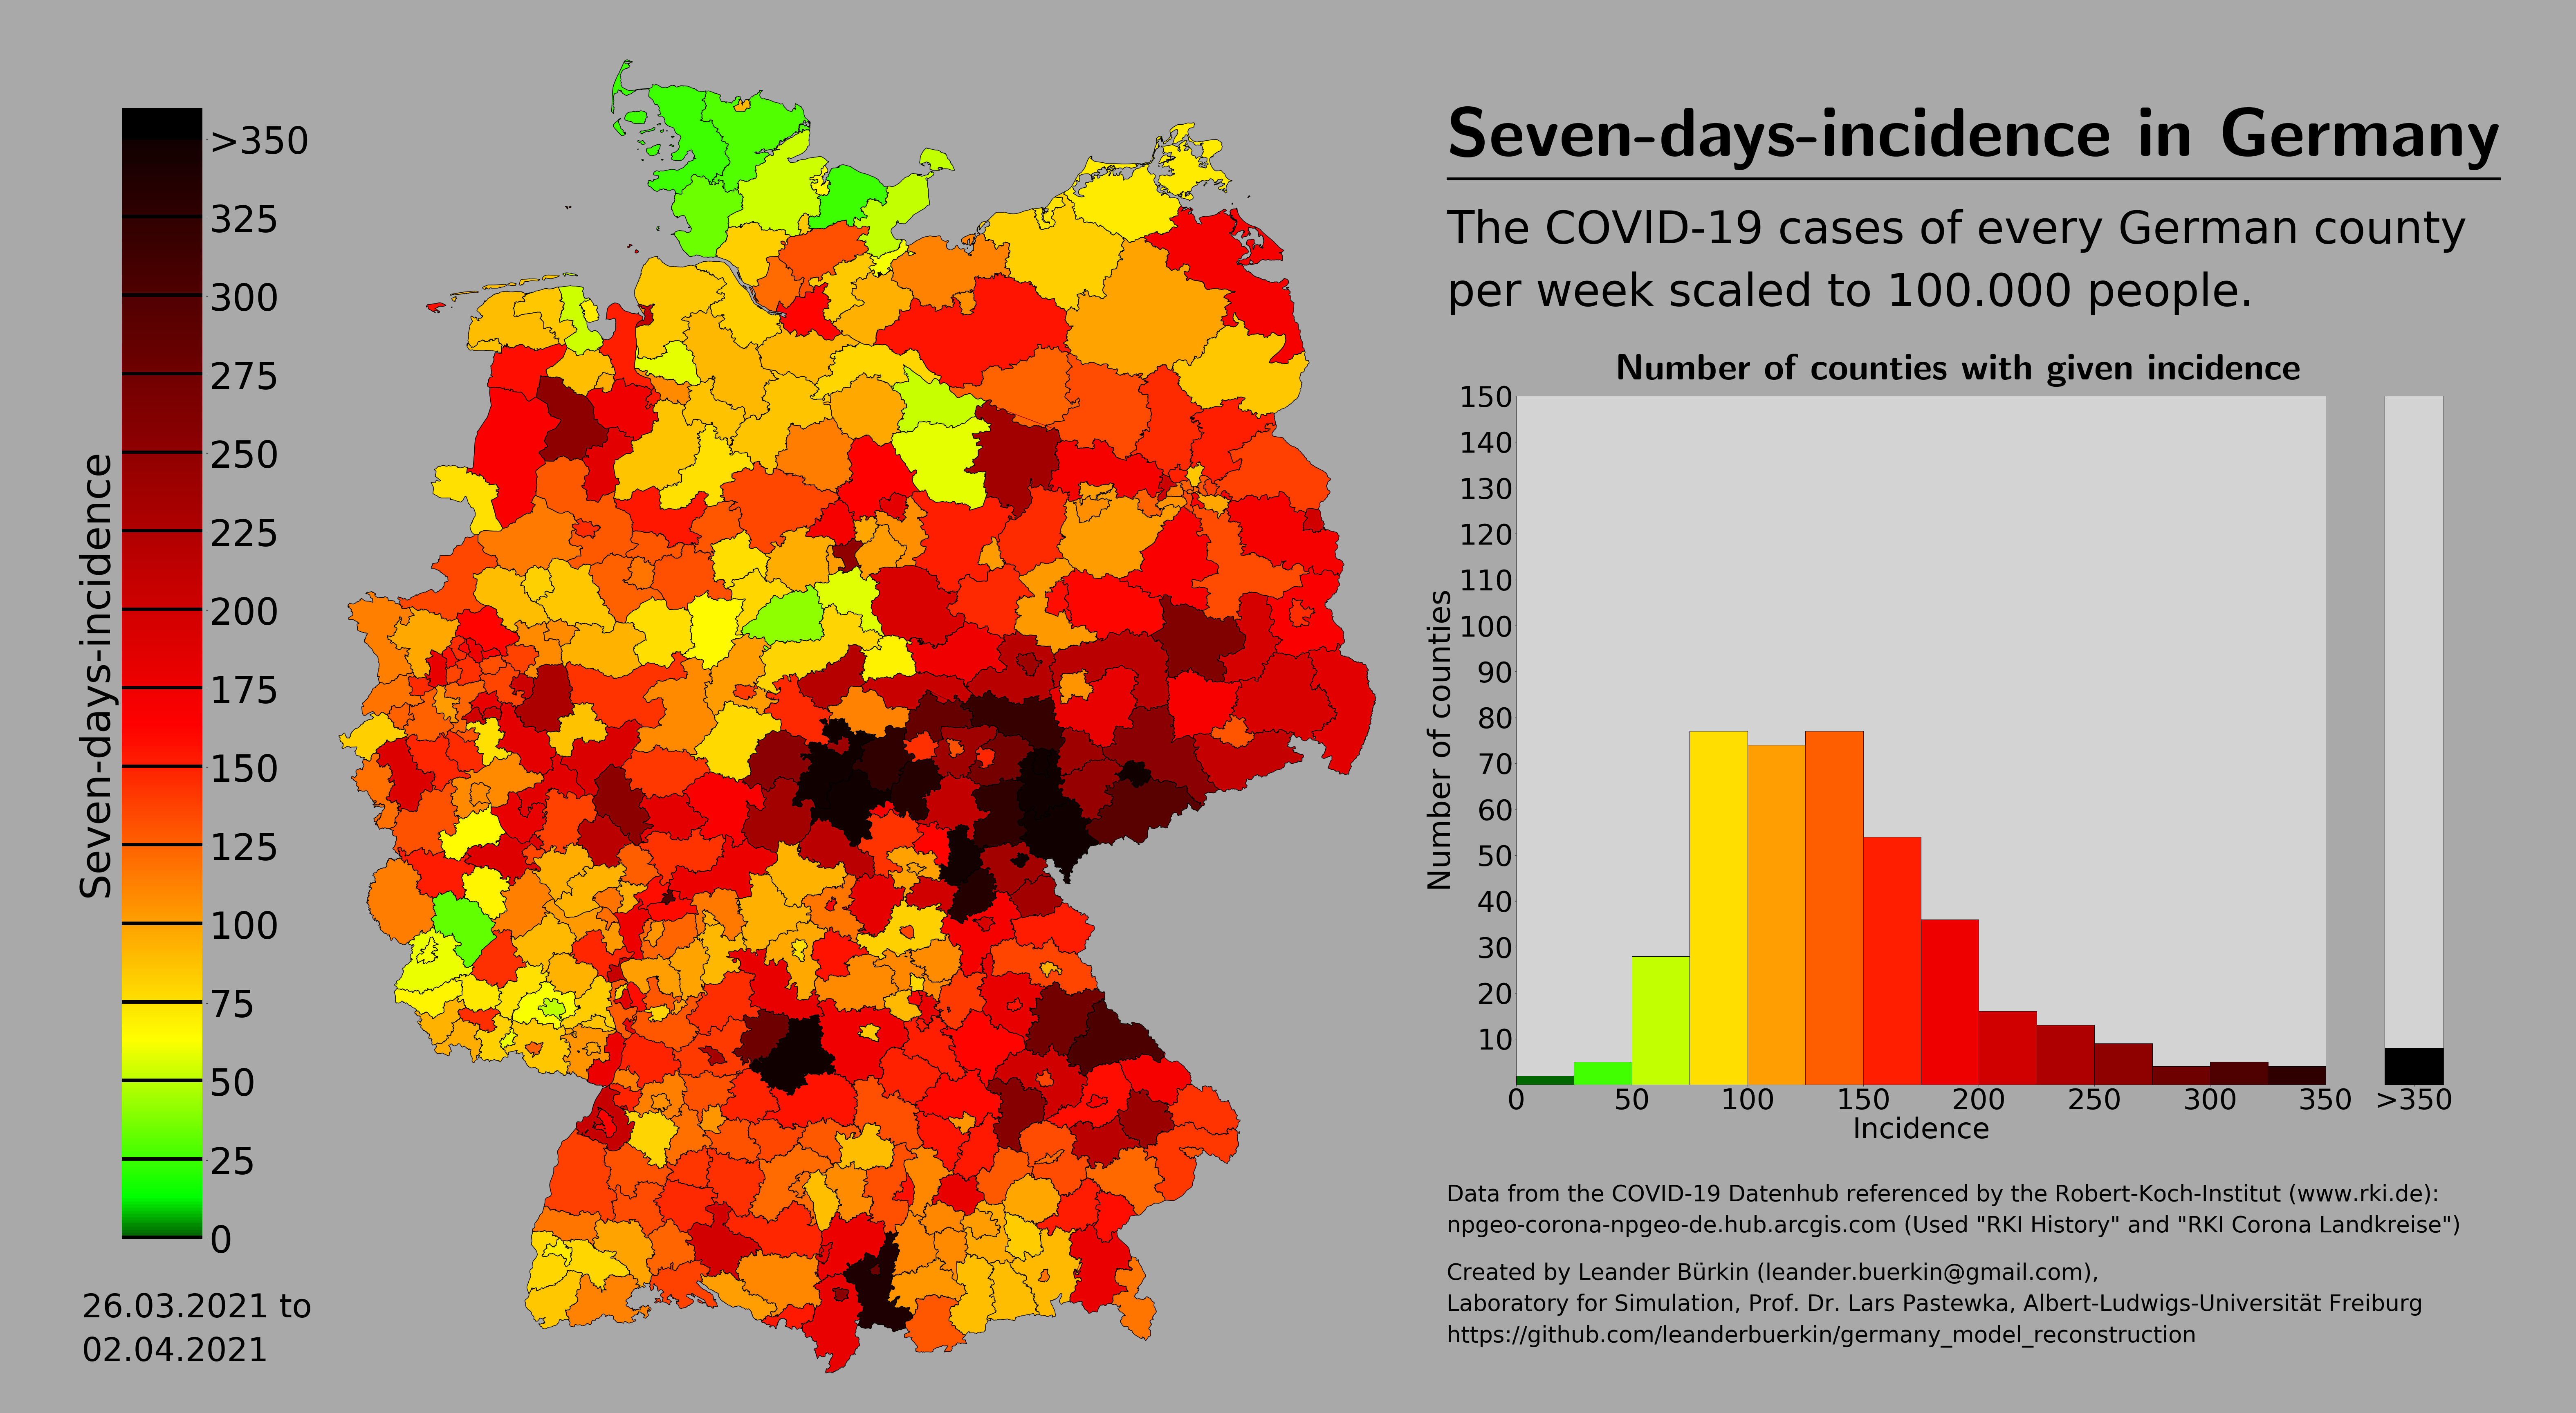 Seven-days-incidence in Germany
The COVID-19 cases of every German county
per week scaled to 100.000 people.
>350
325
300
275
250
225
200
175
150
125
100
75
50
25
0
Seven-days-incidence
26.03.2021 to
02.04.2021
Number of counties with given incidence
150
140
130
120
110
100
90
80
70
60
50
40
30
20
10
Number of counties
0 50 100 150 200 250 300 350 >350
Incidence
Data from the COVID-19 Datenhub referenced by the Robert-Koch-Institut (www.rki.de):
npgeo-corona-npgeo-de.hub.arcgis.com (Used "RKI History" and "RKI Corona Landkreise")
Created by Leander Bürkin (leander.buerkin@gmail.com),
Laboratory for Simulation, Prof. Dr. Lars Pastewka, Albert-Ludwigs-Universität Freiburg
https://github.com/leanderbuerkin/germany_model_reconstruction